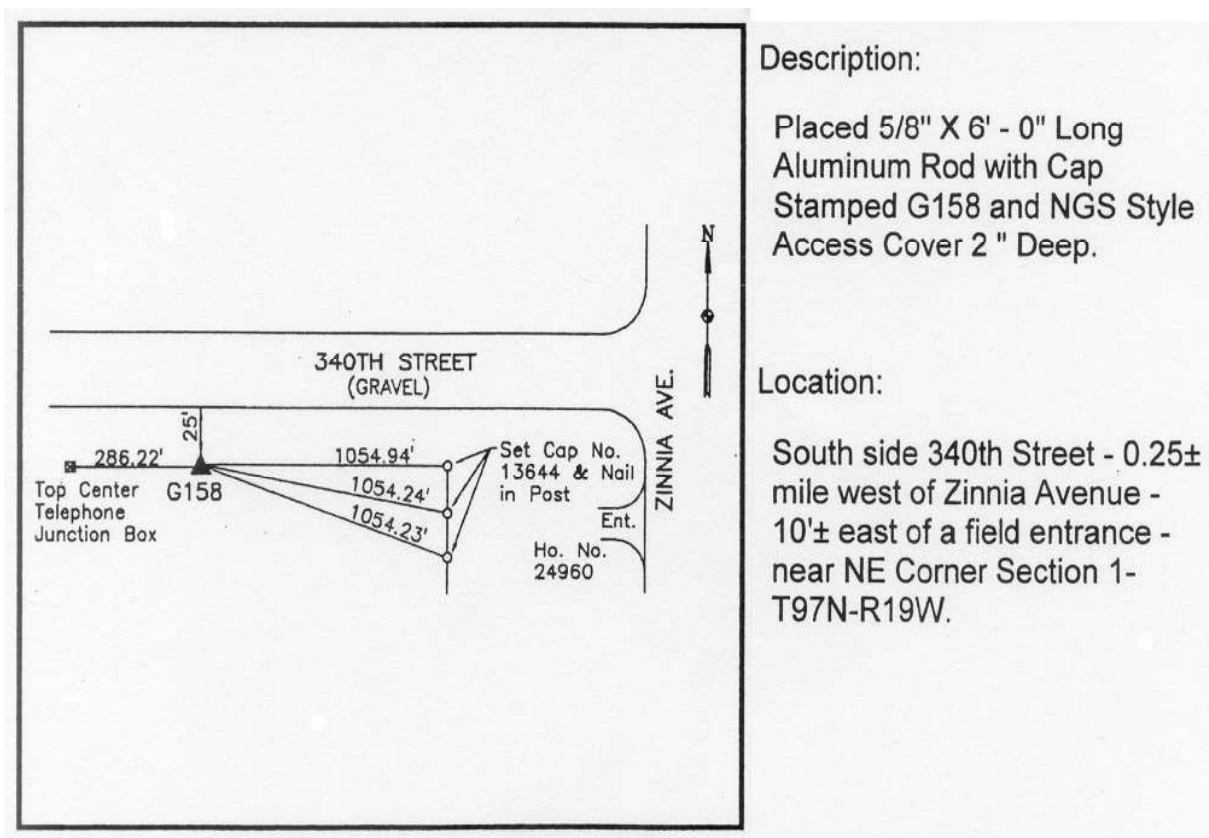 N
340TH STREET
(GRAVEL)
ZINNIA AVE.
25'
286.22'
1054.94'
1054.24'
1054.23'
G158
Top Center
Telephone
Junction Box
Set Cap No.
13644 & Nail
in Post
Ent.
Ho. No.
24960
Description:
Placed 5/8" X 6' - 0" Long
Aluminum Rod with Cap
Stamped G158 and NGS Style
Access Cover 2 " Deep.
Location:
South side 340th Street - 0.25±
mile west of Zinnia Avenue -
10'± east of a field entrance -
near NE Corner Section 1-
T97N-R19W.